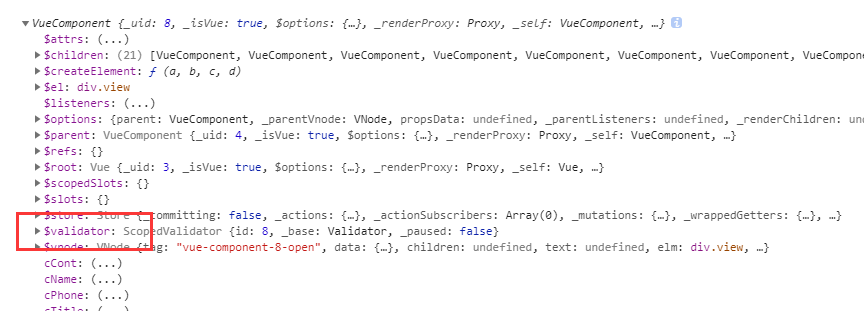 VueComponent {_uid: 8, _isVue: true, $options: {…}, _renderProxy: Proxy, _self: VueComponent, …} i
$attrs: (...)
$children: (21) [VueComponent, VueComponent, VueComponent, VueComponent, VueComponent, VueComponent, VueComponent
$createElement: ƒ (a, b, c, d)
$el: div.view
$listeners: (...)
$options: {parent: VueComponent, _parentVnode: VNode, propsData: undefined, _parentListeners: undefined, _renderChildren: und
$parent: VueComponent {_uid: 4, _isVue: true, $options: {…}, _renderProxy: Proxy, _self: VueComponent, …}
$refs: {}
$root: Vue {_uid: 3, _isVue: true, $options: {…}, _renderProxy: Proxy, _self: Vue, …}
$scopedSlots: {}
$slots: {}
$store: Store {_committing: false, _actions: {…}, _actionSubscribers: Array(0), _mutations: {…}, _wrappedGetters: {…}, …}
$validator: ScopedValidator {id: 8, _base: Validator, _paused: false}
$vnode: VNode {tag: "vue-component-8-open", data: {…}, children: undefined, text: undefined, elm: div.view, …}
cCont: (...)
cName: (...)
cPhone: (...)
cTitle: (...)